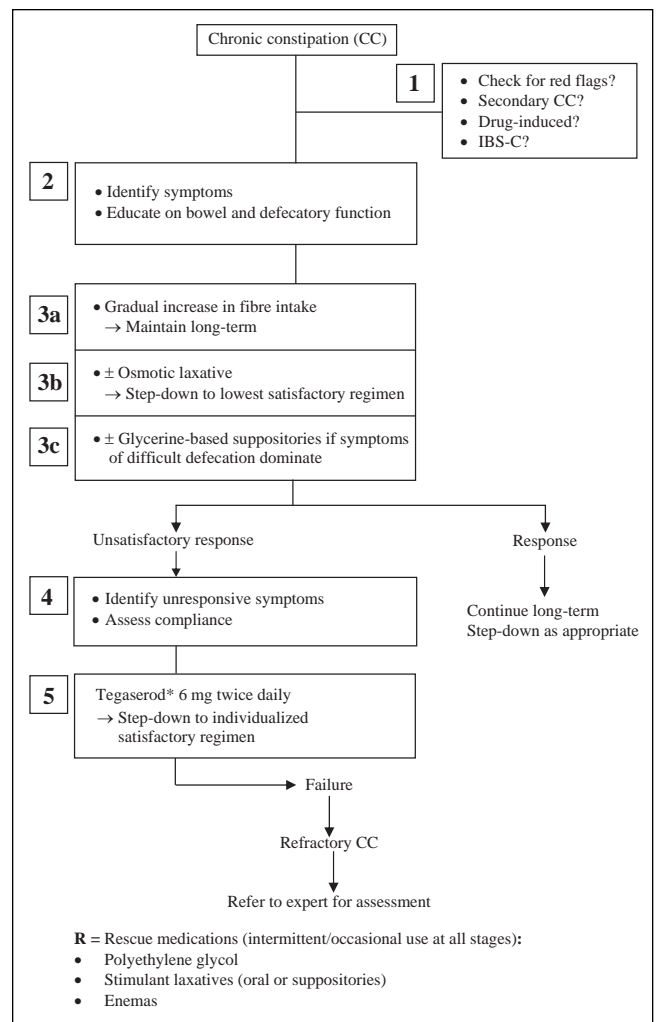 Chronic constipation (CC)
1
• Check for red flags?
• Secondary CC?
• Drug-induced?
• IBS-C?
2
• Identify symptoms
• Educate on bowel and defecatory function
3a
• Gradual increase in fibre intake
→ Maintain long-term
3b
• ± Osmotic laxative
→ Step-down to lowest satisfactory regimen
3c
• ± Glycerine-based suppositories if symptoms
of difficult defecation dominate
Unsatisfactory response
Response
4
• Identify unresponsive symptoms
• Assess compliance
Continue long-term
Step-down as appropriate
5
Tegaserod* 6 mg twice daily
→ Step-down to individualized
satisfactory regimen
Failure
Refractory CC
Refer to expert for assessment
R = Rescue medications (intermittent/occasional use at all stages):
• Polyethylene glycol
• Stimulant laxatives (oral or suppositories)
• Enemas